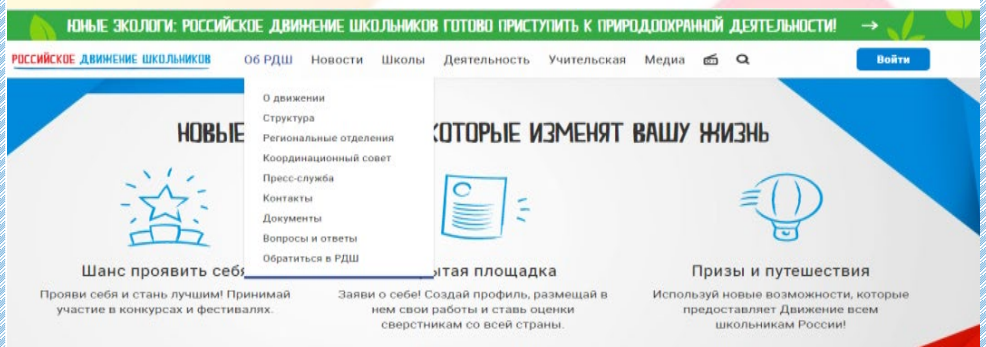 ЮНЫЕ ЭКОЛОГИ: РОССИЙСКОЕ ДВИЖЕНИЕ ШКОЛЬНИКОВ ГОТОВО ПРИСТУПИТЬ К ПРИРОДООХРАННОЙ ДЕЯТЕЛЬНОСТИ! →
РОССИЙСКОЕ ДВИЖЕНИЕ ШКОЛЬНИКОВ Об РДШ Новости Школы Деятельность Учительская Медиа Войти
О движении
Структура
Региональные отделения
Координационный совет
Пресс-служба
Контакты
Документы
Вопросы и ответы
Обратиться в РДШ
НОВЫЕ КОТОРЫЕ ИЗМЕНЯТ ВАШУ ЖИЗНЬ
Шанс проявить себя
Прояви себя и стань лучшим! Принимай
участие в конкурсах и фестивалях.
площадка
Заяви о себе! Создай профиль, размещай в
нем свои работы и ставь оценки
сверстникам со всей страны.
Призы и путешествия
Используй новые возможности, которые
предоставляет Движение всем
школьникам России!